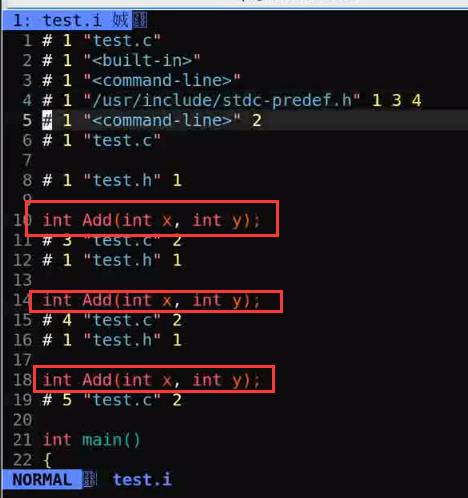 1: test.i
1 # 1 "test.c"
2 # 1 "<built-in>"
3 # 1 "<command-line>"
4 # 1 "/usr/include/stdc-predef.h" 1 3 4
5 # 1 "<command-line>" 2
6 # 1 "test.c"
7
8 # 1 "test.h" 1
9
10 int Add(int x, int y);
11 # 3 "test.c" 2
12 # 1 "test.h" 1
13
14 int Add(int x, int y);
15 # 4 "test.c" 2
16 # 1 "test.h" 1
17
18 int Add(int x, int y);
19 # 5 "test.c" 2
20
21 int main()
22 {
NORMAL test.i